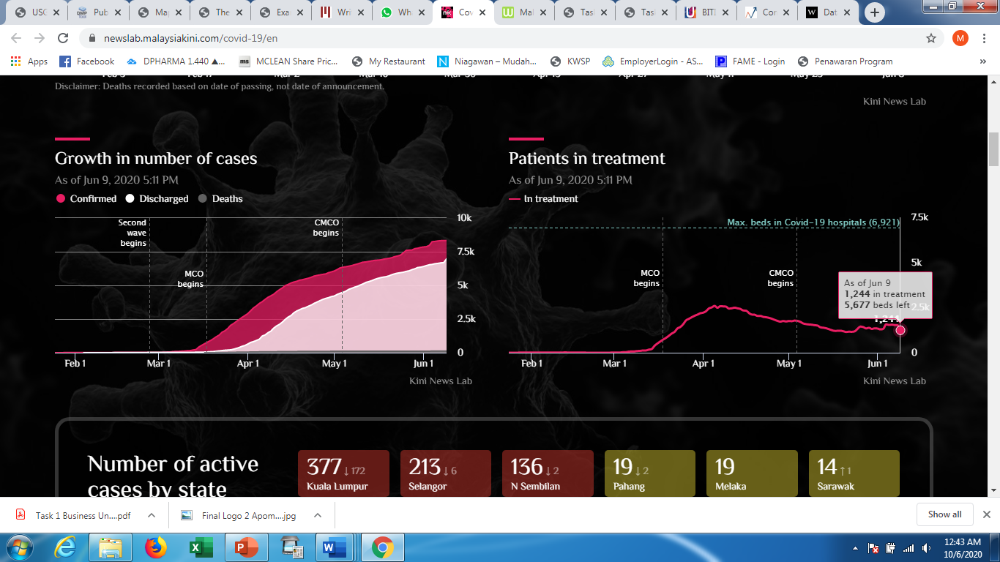 USG
Pub
Ma
The
Exa
Wri
Wh
Cov
Mal
Task
Tas
BITI
Cor
Dat
newslab.malaysiakini.com/covid-19/en
M
Apps
Facebook
DPHARMA 1.440 ▲...
MCLEAN Share Pric...
My Restaurant
Niagawan – Mudah...
KWSP
EmployerLogin – AS...
FAME - Login
Penawaran Program
»
Disclaimer: Deaths recorded based on date of passing, not date of announcement.
Kini News Lab
Growth in number of cases
As of Jun 9, 2020 5:11 PM
Confirmed Discharged Deaths
Second
wave
begins
MCO
begins
CMCO
begins
10k
7.5k
5k
2.5k
0
Feb 1 Mar 1 Apr 1 May 1 Jun 1
Kini News Lab
Patients in treatment
As of Jun 9, 2020 5:11 PM
In treatment
Max. beds in Covid-19 hospitals (6,921)
MCO
begins
CMCO
begins
7.5k
5k
2.5k
0
As of Jun 9
1,244 in treatment
5,677 beds left
1,244
Feb 1 Mar 1 Apr 1 May 1 Jun 1
Kini News Lab
Number of active
cases by state
377 ↓172
Kuala Lumpur
213 ↓6
Selangor
136 ↓2
N Sembilan
19 ↓2
Pahang
19
Melaka
14 ↑1
Sarawak
Task 1 Business Un....pdf
Final Logo 2 Apom....jpg
Show all
12:43 AM
10/6/2020